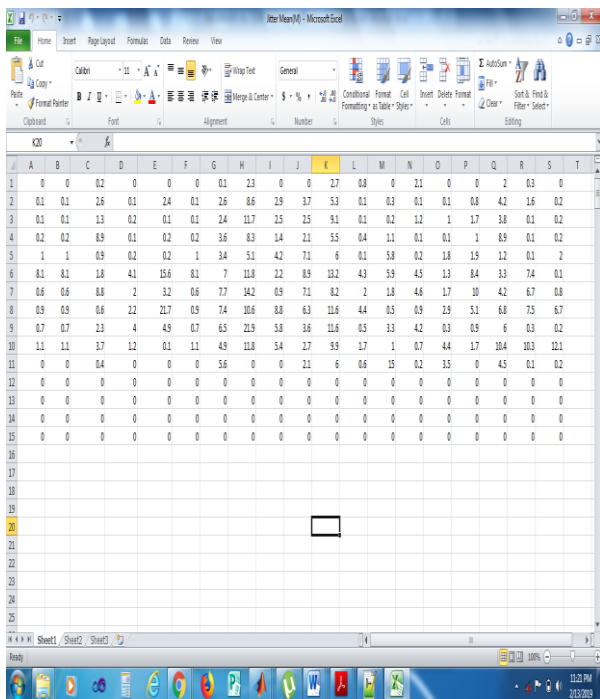 Jitter Mean(M) - Microsoft Excel
File Home Insert Page Layout Formulas Data Review View
Paste Cut Copy Format Painter
Calibri 11 A A
B I U A
Wrap Text
Merge & Center
General
$ % ,
Conditional Formatting Format as Table Cell Styles
Insert Delete Format
Σ AutoSum Fill Clear
Sort & Filter Find & Select
Clipboard Font Alignment Number Styles Cells Editing
K20 fx
A B C D E F G H I J K L M N O P Q R S T
1 0 0 0.2 0 0 0 0.1 2.3 0 0 2.7 0.8 0 2.1 0 0 2 0.3 0
2 0.1 0.1 2.6 0.1 2.4 0.1 2.6 8.6 2.9 3.7 5.3 0.1 0.3 0.1 0.1 0.8 4.2 1.6 0.2
3 0.1 0.1 1.3 0.2 0.1 0.1 2.4 11.7 2.5 2.5 9.1 0.1 0.2 1.2 1 1.7 3.8 0.1 0.2
4 0.2 0.2 8.9 0.1 0.2 0.2 3.6 8.3 1.4 2.1 5.5 0.4 1.1 0.1 0.1 1 8.9 0.1 0.2
5 1 1 0.9 0.2 0.2 1 3.4 5.1 4.2 7.1 6 0.1 5.8 0.2 1.8 1.9 1.2 0.1 2
6 8.1 8.1 1.8 4.1 15.6 8.1 7 11.8 2.2 8.9 13.2 4.3 5.9 4.5 1.3 8.4 3.3 7.4 0.1
7 0.6 0.6 8.8 2 3.2 0.6 7.7 14.2 0.9 7.1 8.2 2 1.8 4.6 1.7 10 4.2 6.7 0.8
8 0.9 0.9 0.6 2.2 21.7 0.9 7.4 10.6 8.8 6.3 11.6 4.4 0.5 0.9 2.9 5.1 6.8 7.5 6.7
9 0.7 0.7 2.3 4 4.9 0.7 6.5 21.9 5.8 3.6 11.6 0.5 3.3 4.2 0.3 0.9 6 0.3 0.2
10 1.1 1.1 3.7 1.2 0.1 1.1 4.9 11.8 5.4 2.7 9.9 1.7 1 0.7 4.4 1.7 10.4 10.3 12.1
11 0 0 0.4 0 0 0 5.6 0 0 2.1 6 0.6 15 0.2 3.5 0 4.5 0.1 0.2
12 0 0 0 0 0 0 0 0 0 0 0 0 0 0 0 0 0 0 0
13 0 0 0 0 0 0 0 0 0 0 0 0 0 0 0 0 0 0 0
14 0 0 0 0 0 0 0 0 0 0 0 0 0 0 0 0 0 0 0
15 0 0 0 0 0 0 0 0 0 0 0 0 0 0 0 0 0 0 0
16
17
18
19
20
21
22
23
24
25
Sheet1 Sheet2 Sheet3
Ready 100%
11:21 PM
2/13/2019